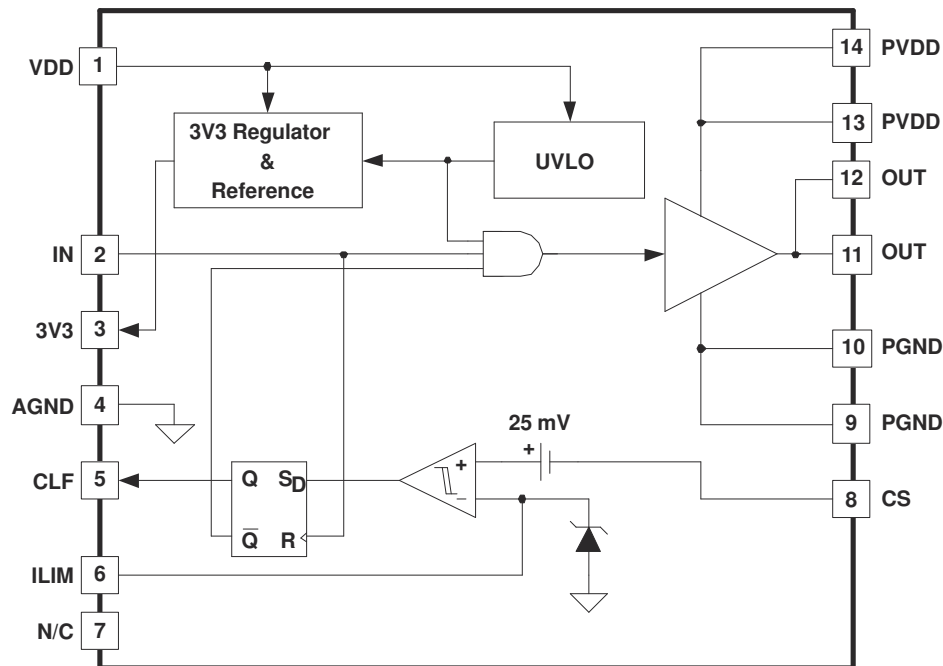 VDD
1
IN
2
3V3
3
AGND
4
CLF
5
ILIM
6
N/C
7
3V3 Regulator
&
Reference
UVLO
25 mV
+
+
−
Q
SD
Q̅
R
14
PVDD
13
PVDD
12
OUT
11
OUT
10
PGND
9
PGND
8
CS